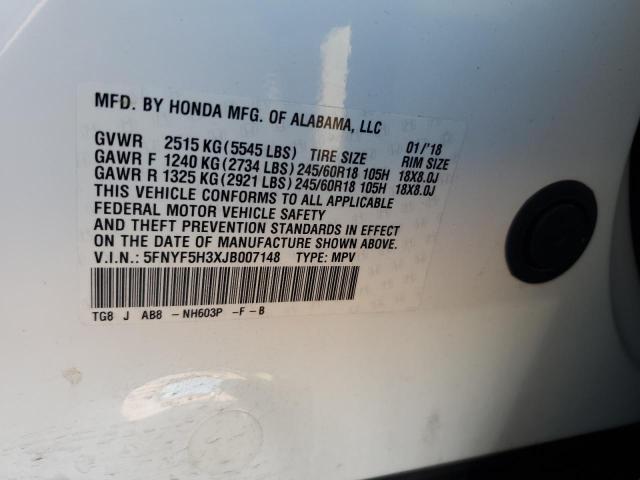 MFD. BY HONDA MFG. OF ALABAMA, LLC
GVWR 2515 KG (5545 LBS) TIRE SIZE 01/'18 RIM SIZE
GAWR F 1240 KG (2734 LBS) 245/60R18 105H 18X8.0J
GAWR R 1325 KG (2921 LBS) 245/60R18 105H 18X8.0J
THIS VEHICLE CONFORMS TO ALL APPLICABLE
FEDERAL MOTOR VEHICLE SAFETY
AND THEFT PREVENTION STANDARDS IN EFFECT
ON THE DATE OF MANUFACTURE SHOWN ABOVE.
V.I.N.: 5FNYF5H3XJB007148 TYPE: MPV
TG8 J AB8 - NH603P - F - B